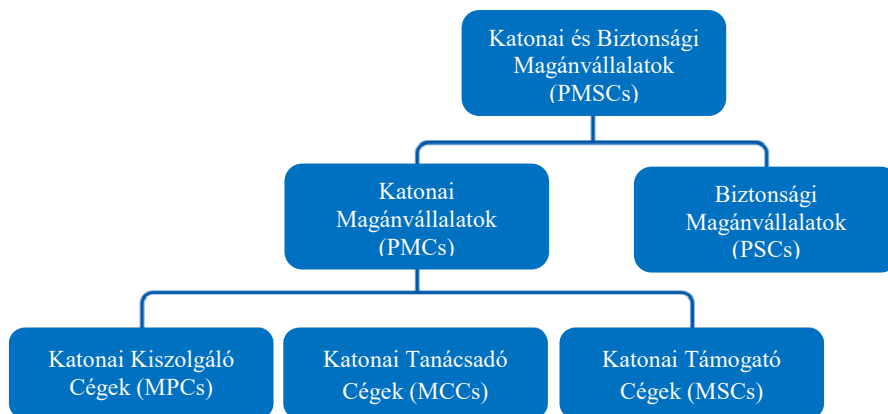 Katonai és Biztonsági
Magánvállalatok
(PMSCs)
Katonai
Magánvállalatok
(PMCs)
Biztonsági
Magánvállalatok
(PSCs)
Katonai Kiszolgáló
Cégek (MPCs)
Katonai Tanácsadó
Cégek (MCCs)
Katonai Támogató
Cégek (MSCs)